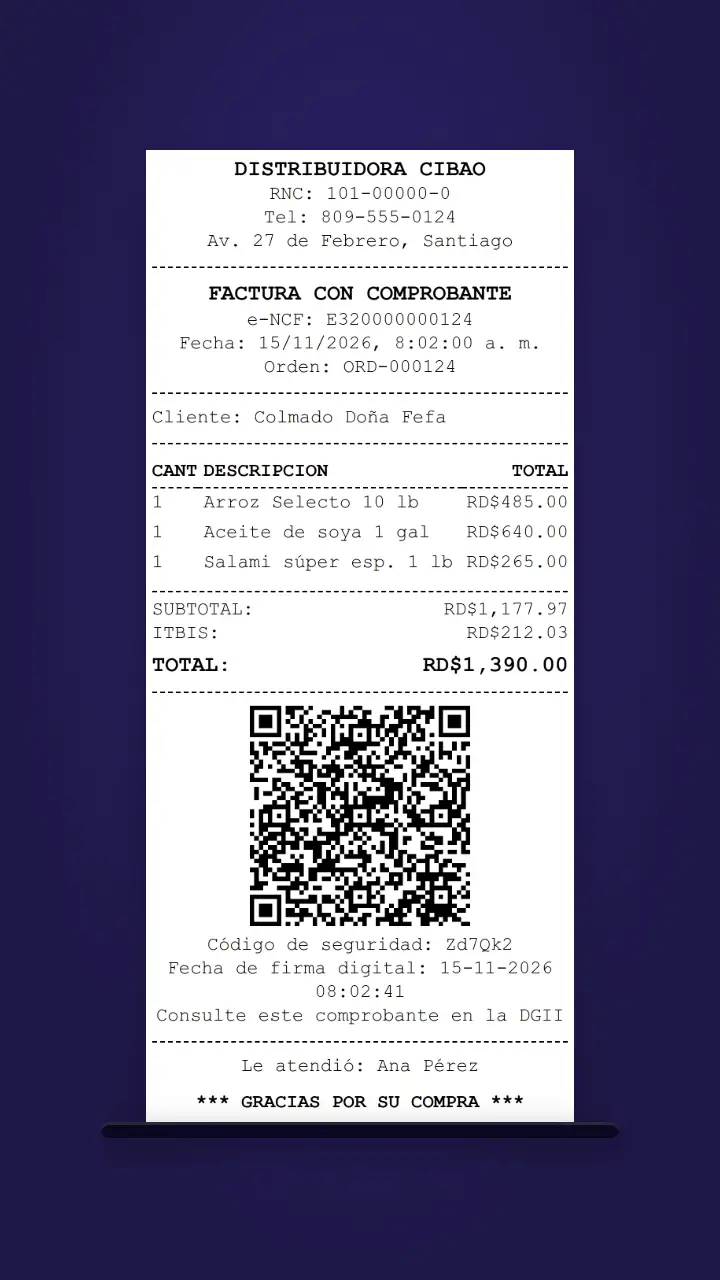 DISTRIBUIDORA CIBAO
RNC: 101-00000-0
Tel: 809-555-0124
Av. 27 de Febrero, Santiago
FACTURA CON COMPROBANTE
e-NCF: E320000000124
Fecha: 15/11/2026, 8:02:00 a. m.
Orden: ORD-000124
Cliente: Colmado Doña Fefa
CANT DESCRIPCION TOTAL
1 Arroz Selecto 10 lb RD$485.00
1 Aceite de soya 1 gal RD$640.00
1 Salami súper esp. 1 lb RD$265.00
SUBTOTAL: RD$1,177.97
ITBIS: RD$212.03
TOTAL: RD$1,390.00
Código de seguridad: Zd7Qk2
Fecha de firma digital: 15-11-2026
08:02:41
Consulte este comprobante en la DGII
Le atendió: Ana Pérez
*** GRACIAS POR SU COMPRA ***